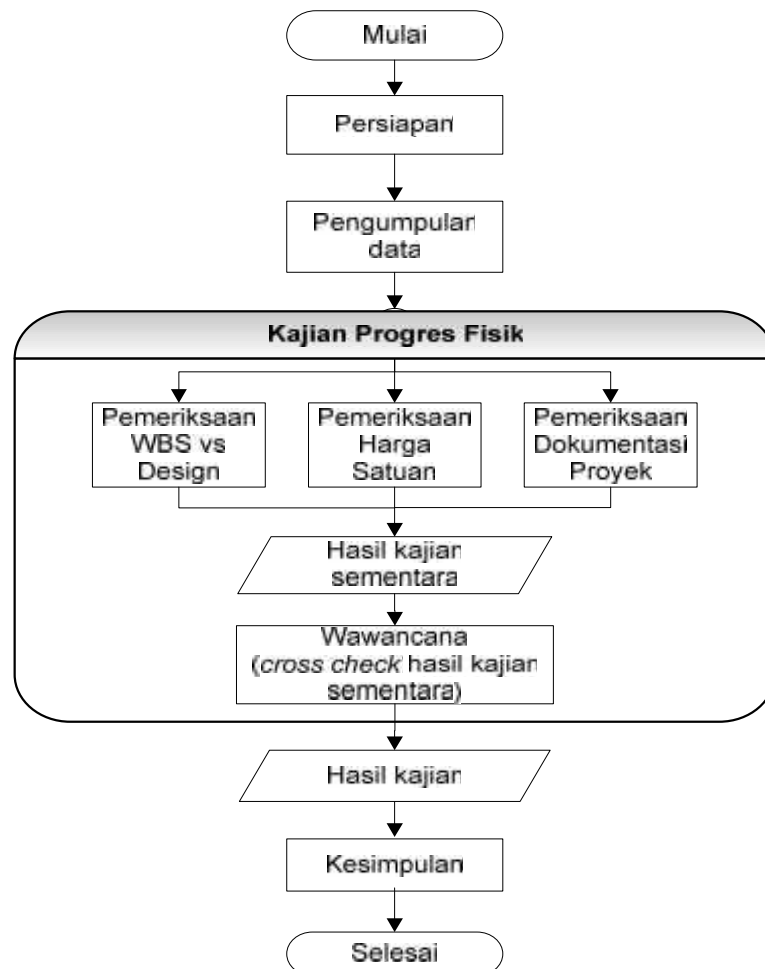 Mulai
Persiapan
Pengumpulan
data
Kajian Progres Fisik
Pemeriksaan
WBS vs
Design
Pemeriksaan
Harga
Satuan
Pemeriksaan
Dokumentasi
Proyek
Hasil kajian
sementara
Wawancana
(cross check hasil kajian
sementara)
Hasil kajian
Kesimpulan
Selesai